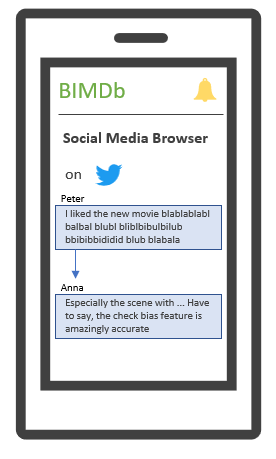 BIMDb
Social Media Browser
on
Peter
I liked the new movie blablablabl
balbal blubl bliblbibulbilub
bbibibbididid blub blabala
Anna
Especially the scene with ... Have
to say, the check bias feature is
amazingly accurate